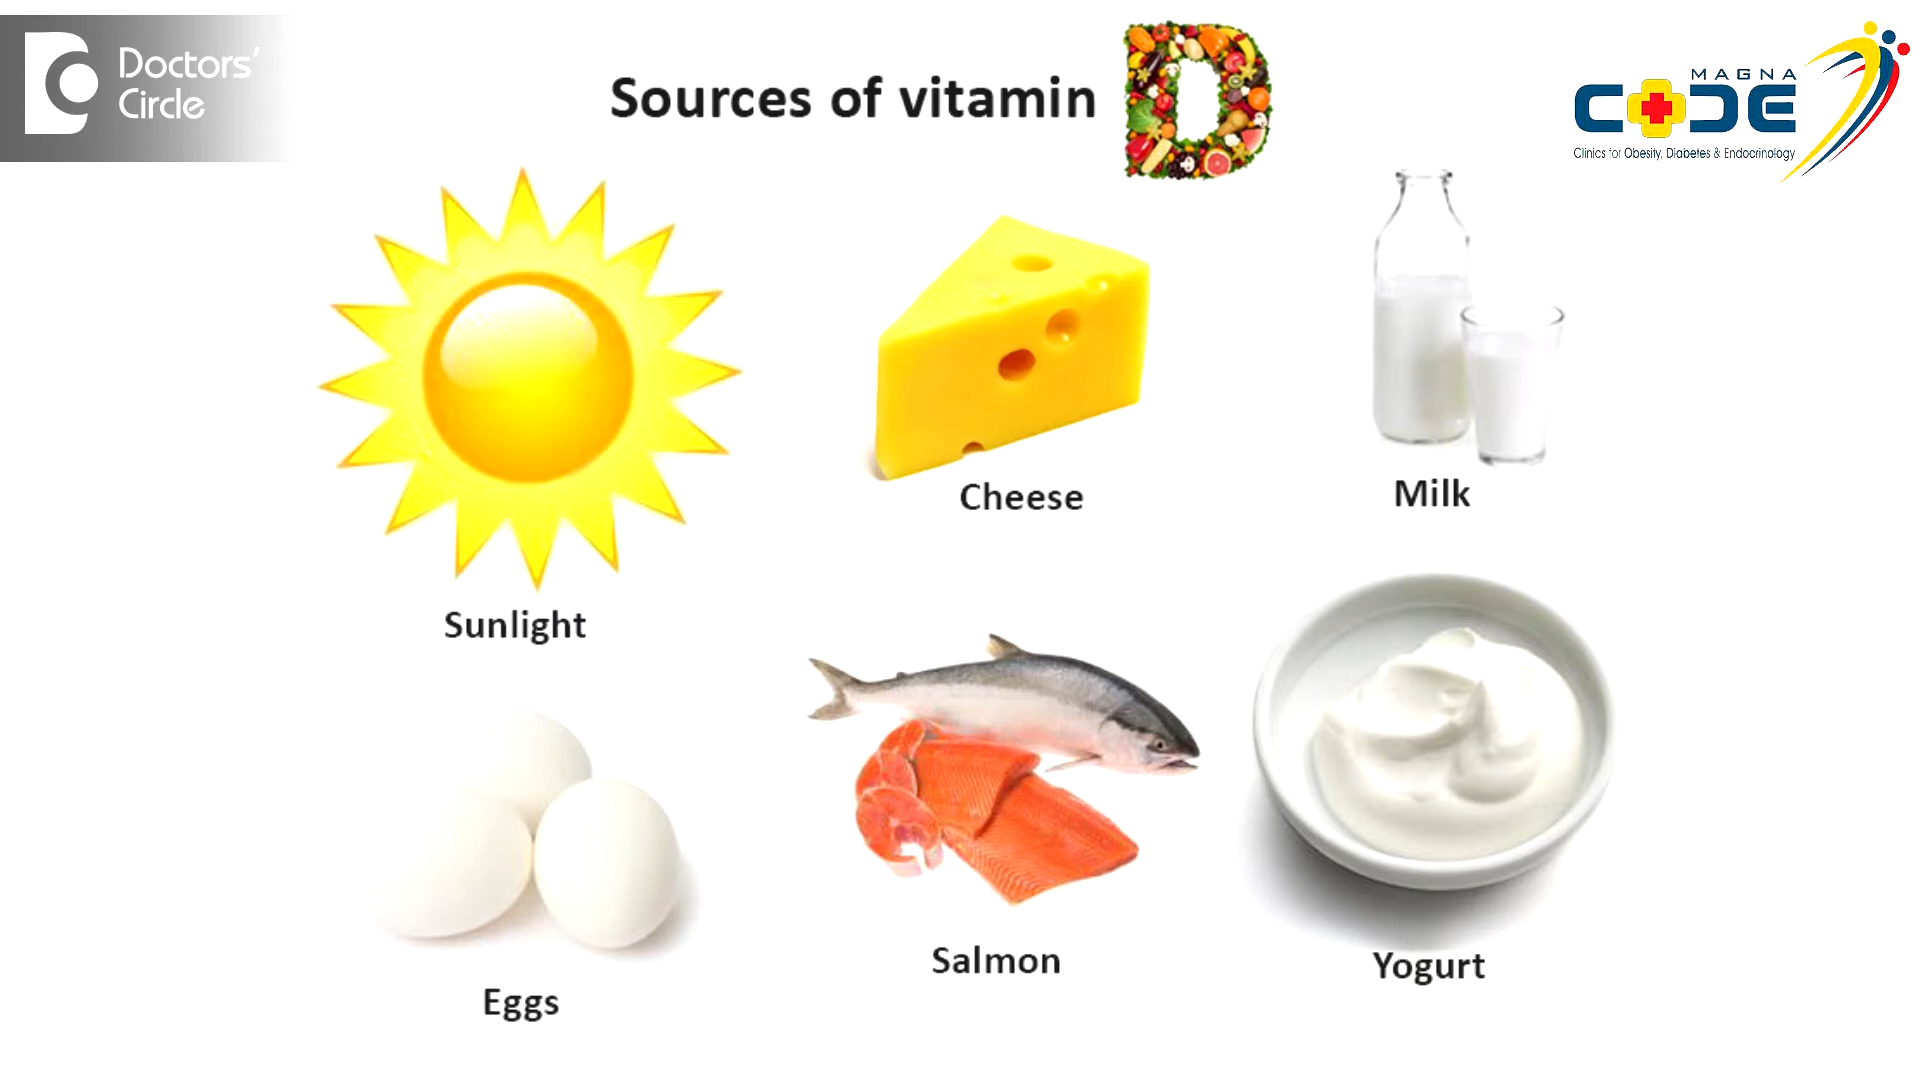 Doctors'
Circle
Sources of vitamin D
MAGNA
CODE
Clinics for Obesity, Diabetes & Endocrinology
Cheese
Milk
Sunlight
Salmon
Yogurt
Eggs